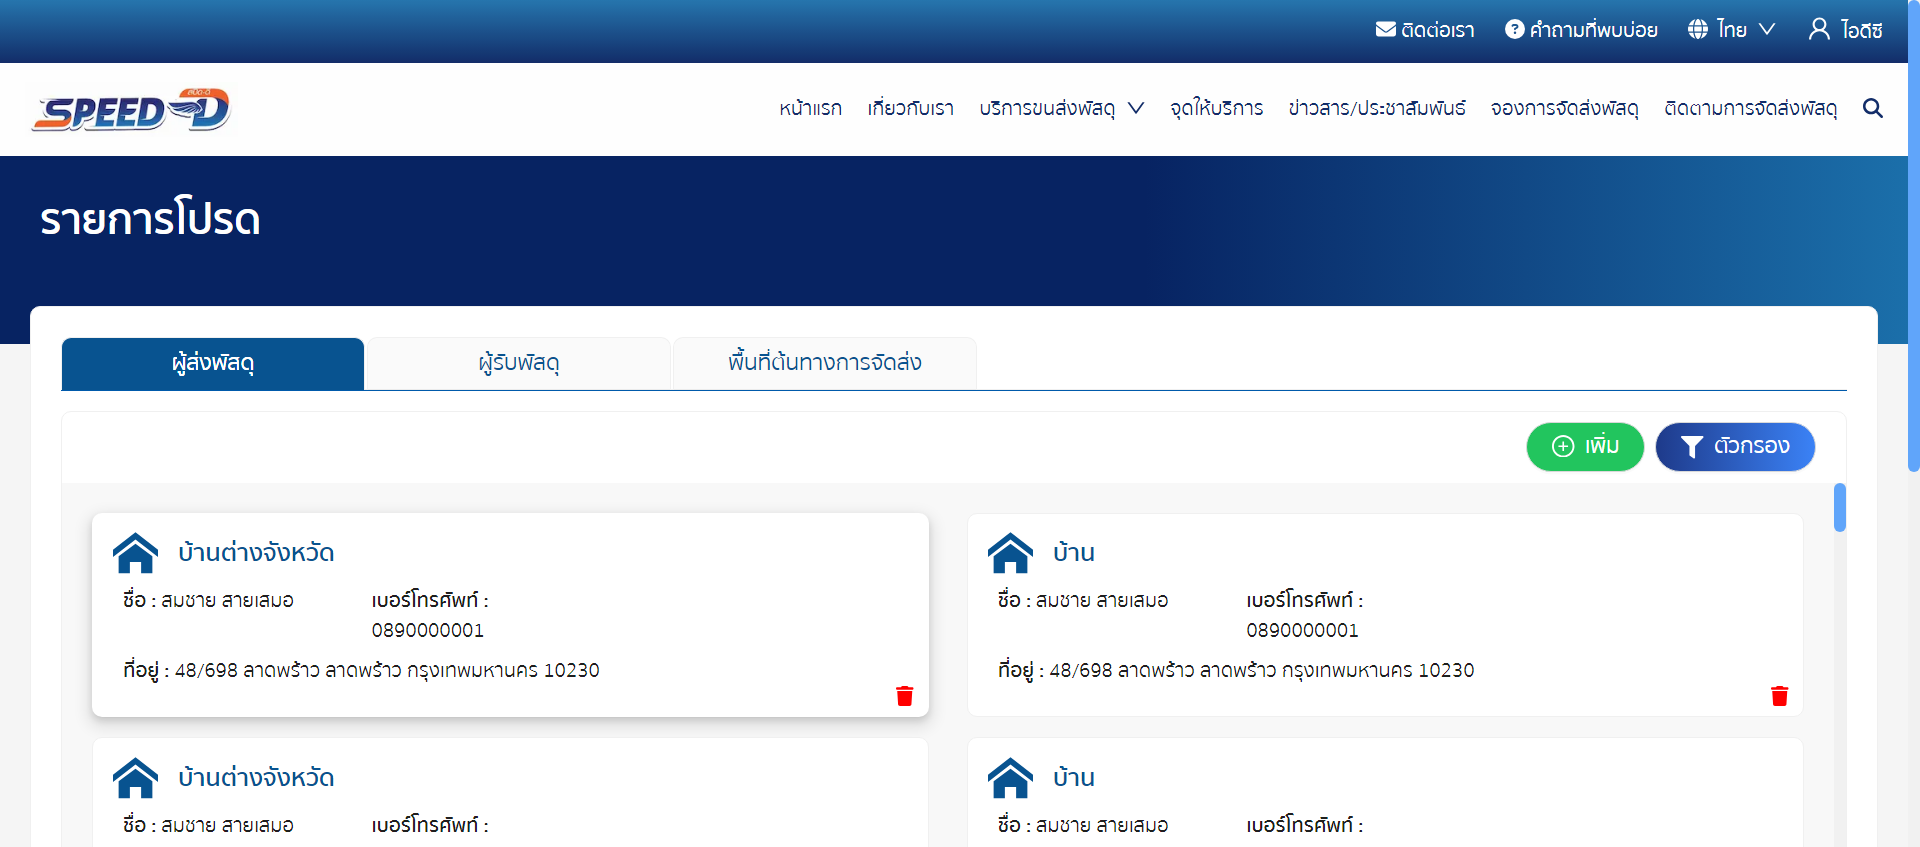 ติดต่อเรา คำถามที่พบบ่อย ไทย ไอดีซี
สปีด-ดี
SPEED-D
หน้าแรก เกี่ยวกับเรา บริการขนส่งพัสดุ จุดให้บริการ ข่าวสาร/ประชาสัมพันธ์ จองการจัดส่งพัสดุ ติดตามการจัดส่งพัสดุ
รายการโปรด
ผู้ส่งพัสดุ ผู้รับพัสดุ พื้นที่ต้นทางการจัดส่ง
เพิ่ม ตัวกรอง
บ้านต่างจังหวัด
ชื่อ : สมชาย สายเสมอ เบอร์โทรศัพท์ :
0890000001
ที่อยู่ : 48/698 ลาดพร้าว ลาดพร้าว กรุงเทพมหานคร 10230
บ้าน
ชื่อ : สมชาย สายเสมอ เบอร์โทรศัพท์ :
0890000001
ที่อยู่ : 48/698 ลาดพร้าว ลาดพร้าว กรุงเทพมหานคร 10230
บ้านต่างจังหวัด
ชื่อ : สมชาย สายเสมอ เบอร์โทรศัพท์ :
บ้าน
ชื่อ : สมชาย สายเสมอ เบอร์โทรศัพท์ :